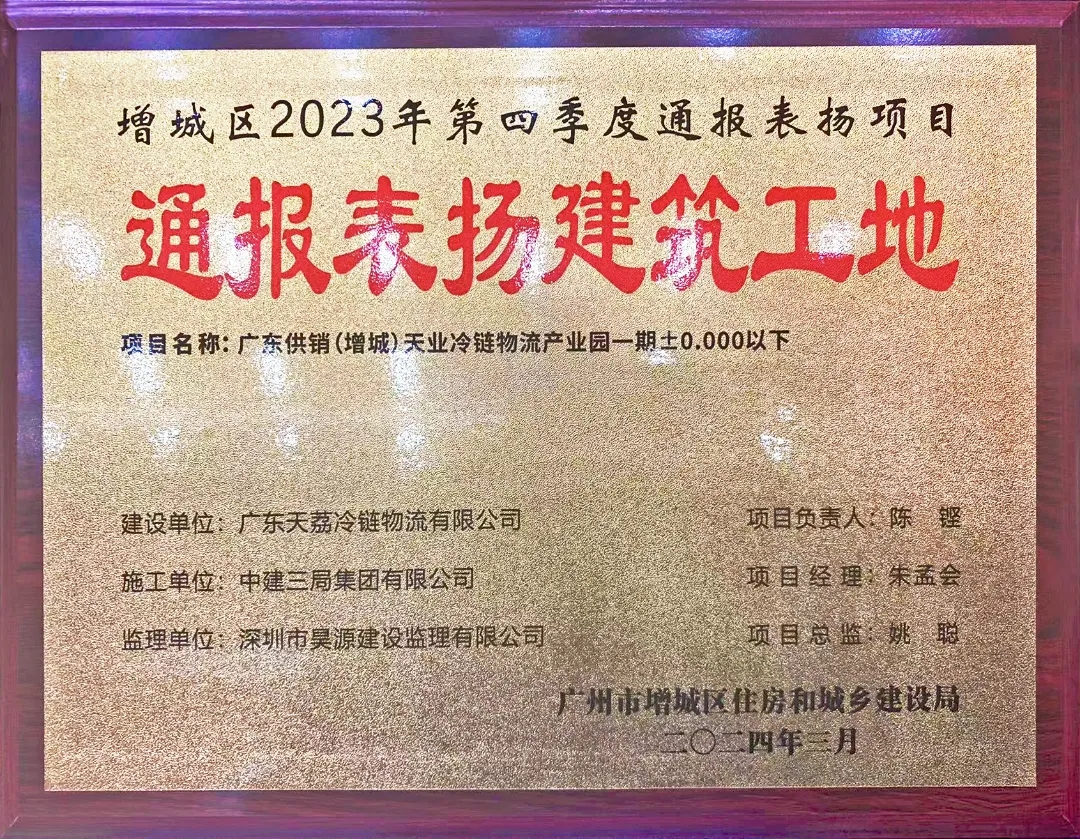 增城区2023年第四季度通报表扬项目
通报表扬建筑工地
项目名称：广东供销(增城)天业冷链物流产业园一期±0.000以下
建设单位：广东天荔冷链物流有限公司 项目负责人：陈 铿
施工单位：中建三局集团有限公司 项目经理：朱孟会
监理单位：深圳市昊源建设监理有限公司 项目总监：姚 聪
广州市增城区住房和城乡建设局
二〇二四年三月